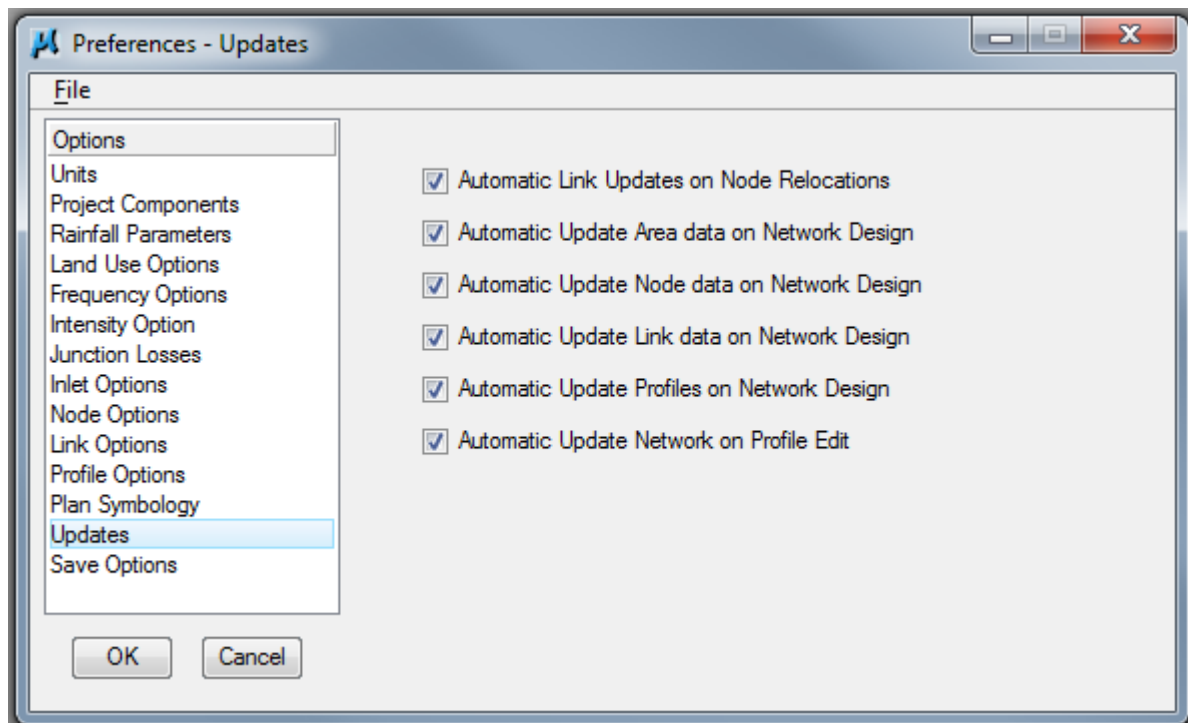 Preferences - Updates
File
Options
Units
Project Components
Rainfall Parameters
Land Use Options
Frequency Options
Intensity Option
Junction Losses
Inlet Options
Node Options
Link Options
Profile Options
Plan Symbology
Updates
Save Options
Automatic Link Updates on Node Relocations
Automatic Update Area data on Network Design
Automatic Update Node data on Network Design
Automatic Update Link data on Network Design
Automatic Update Profiles on Network Design
Automatic Update Network on Profile Edit
OK
Cancel